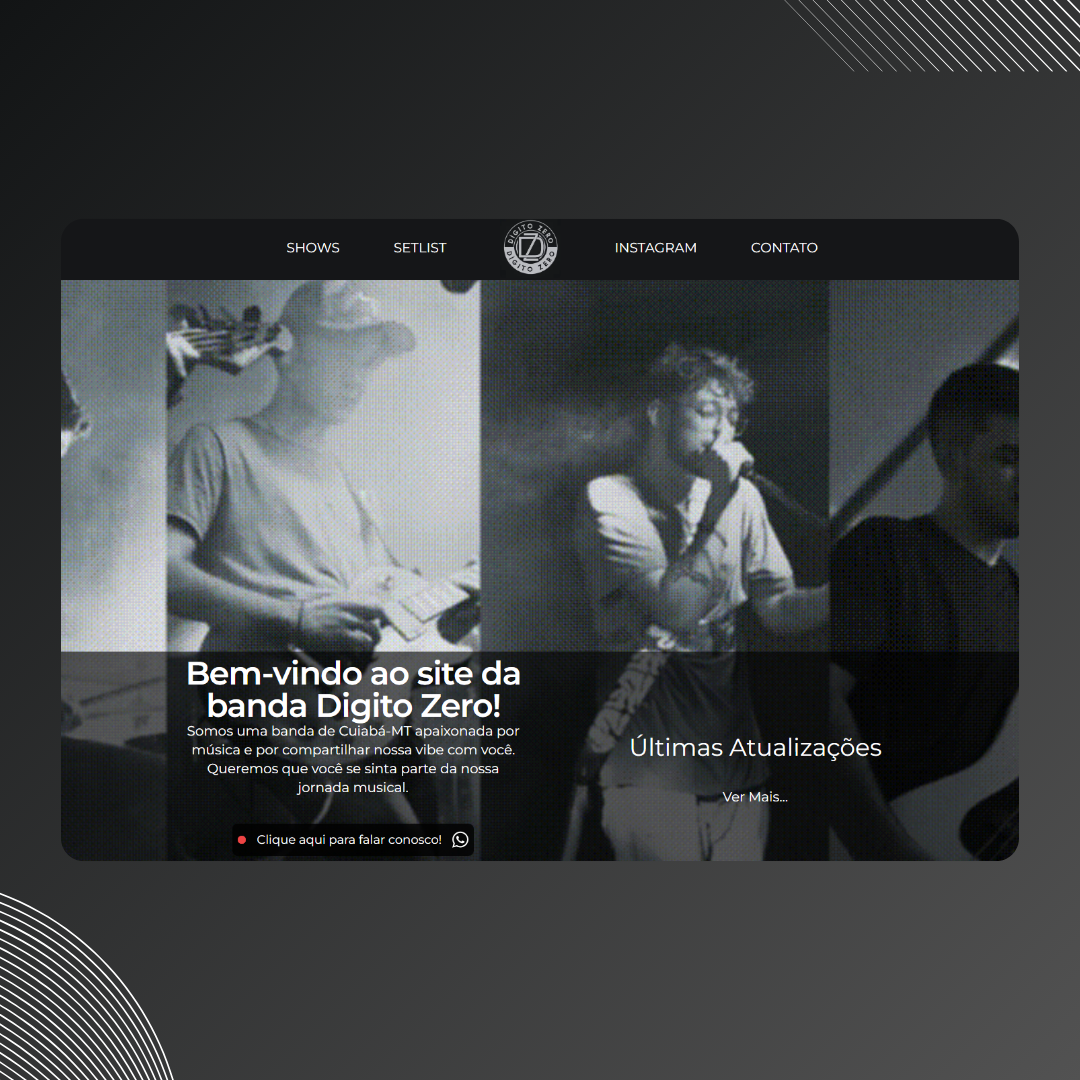 SHOWS SETLIST DIGITO ZERO DIGITO ZERO INSTAGRAM CONTATO
Bem-vindo ao site da
banda Digito Zero!
Somos uma banda de Cuiabá-MT apaixonada por
música e por compartilhar nossa vibe com você.
Queremos que você se sinta parte da nossa
jornada musical.
Clique aqui para falar conosco!
Últimas Atualizações
Ver Mais...